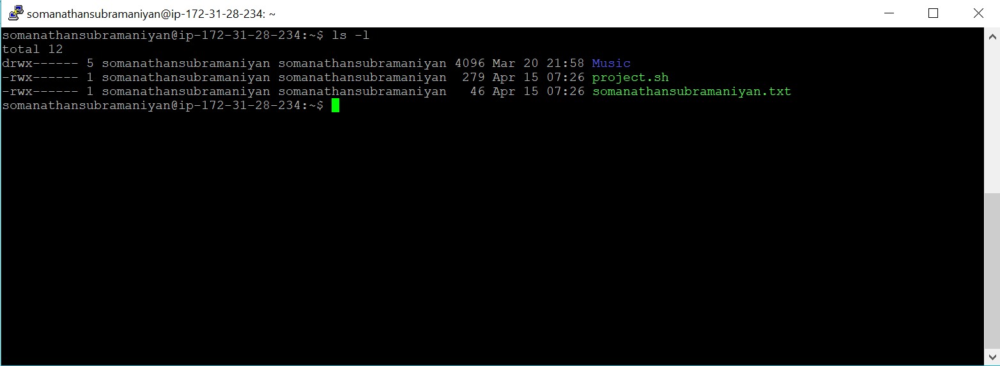 somanathansubramaniyan@ip-172-31-28-234: ~
somanathansubramaniyan@ip-172-31-28-234:~$ ls -l
total 12
drwx------ 5 somanathansubramaniyan somanathansubramaniyan 4096 Mar 20 21:58 Music
-rwx------ 1 somanathansubramaniyan somanathansubramaniyan  279 Apr 15 07:26 project.sh
-rwx------ 1 somanathansubramaniyan somanathansubramaniyan   46 Apr 15 07:26 somanathansubramaniyan.txt
somanathansubramaniyan@ip-172-31-28-234:~$